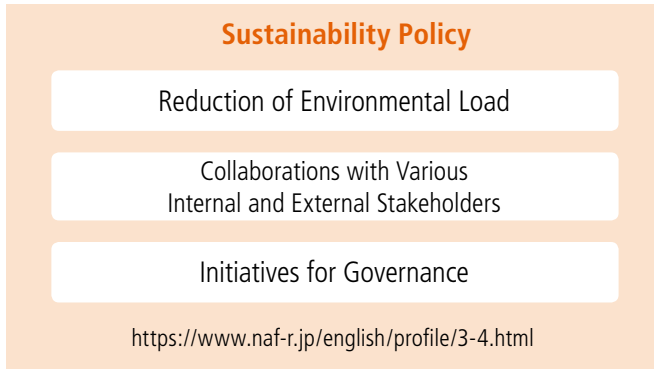 Sustainability Policy
Reduction of Environmental Load
Collaborations with Various
Internal and External Stakeholders
Initiatives for Governance
https://www.naf-r.jp/english/profile/3-4.html